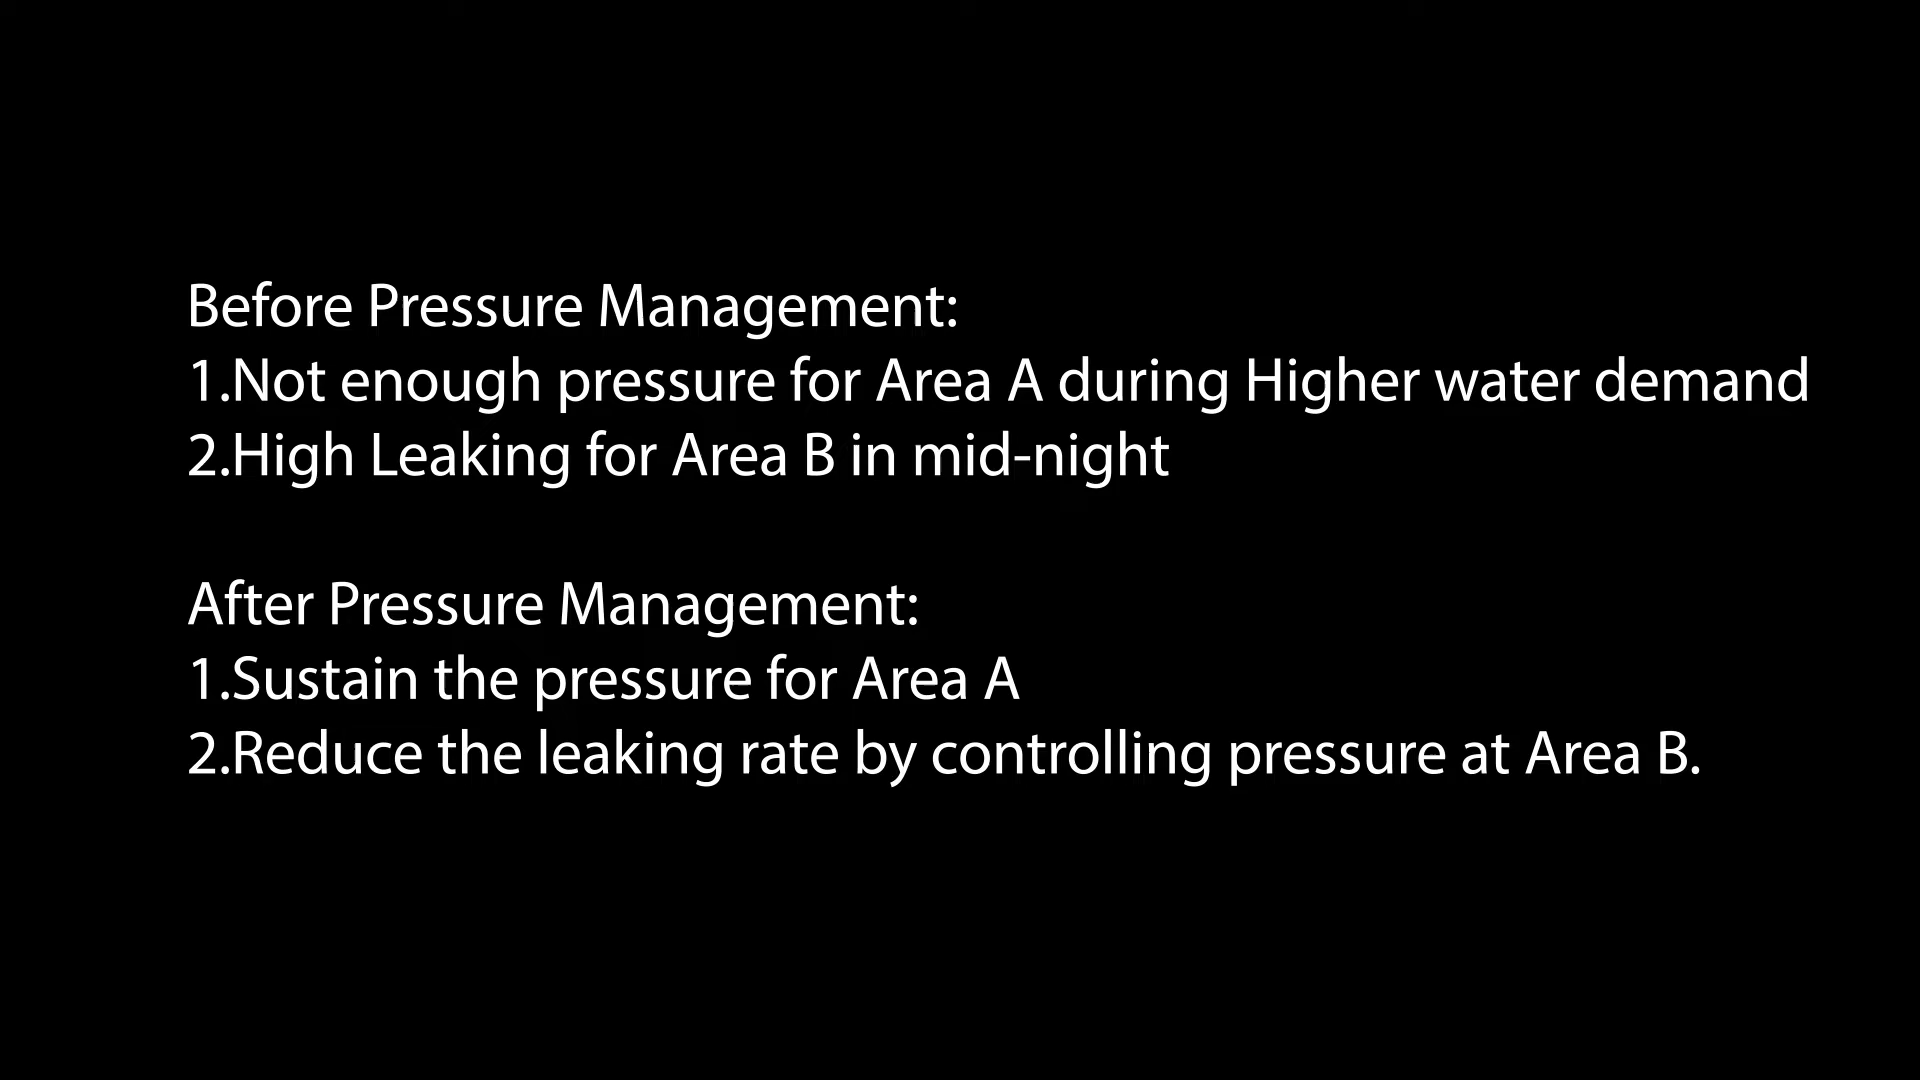 Before Pressure Management:
1.Not enough pressure for Area A during Higher water demand
2.High Leaking for Area B in mid-night
After Pressure Management:
1.Sustain the pressure for Area A
2.Reduce the leaking rate by controlling pressure at Area B.